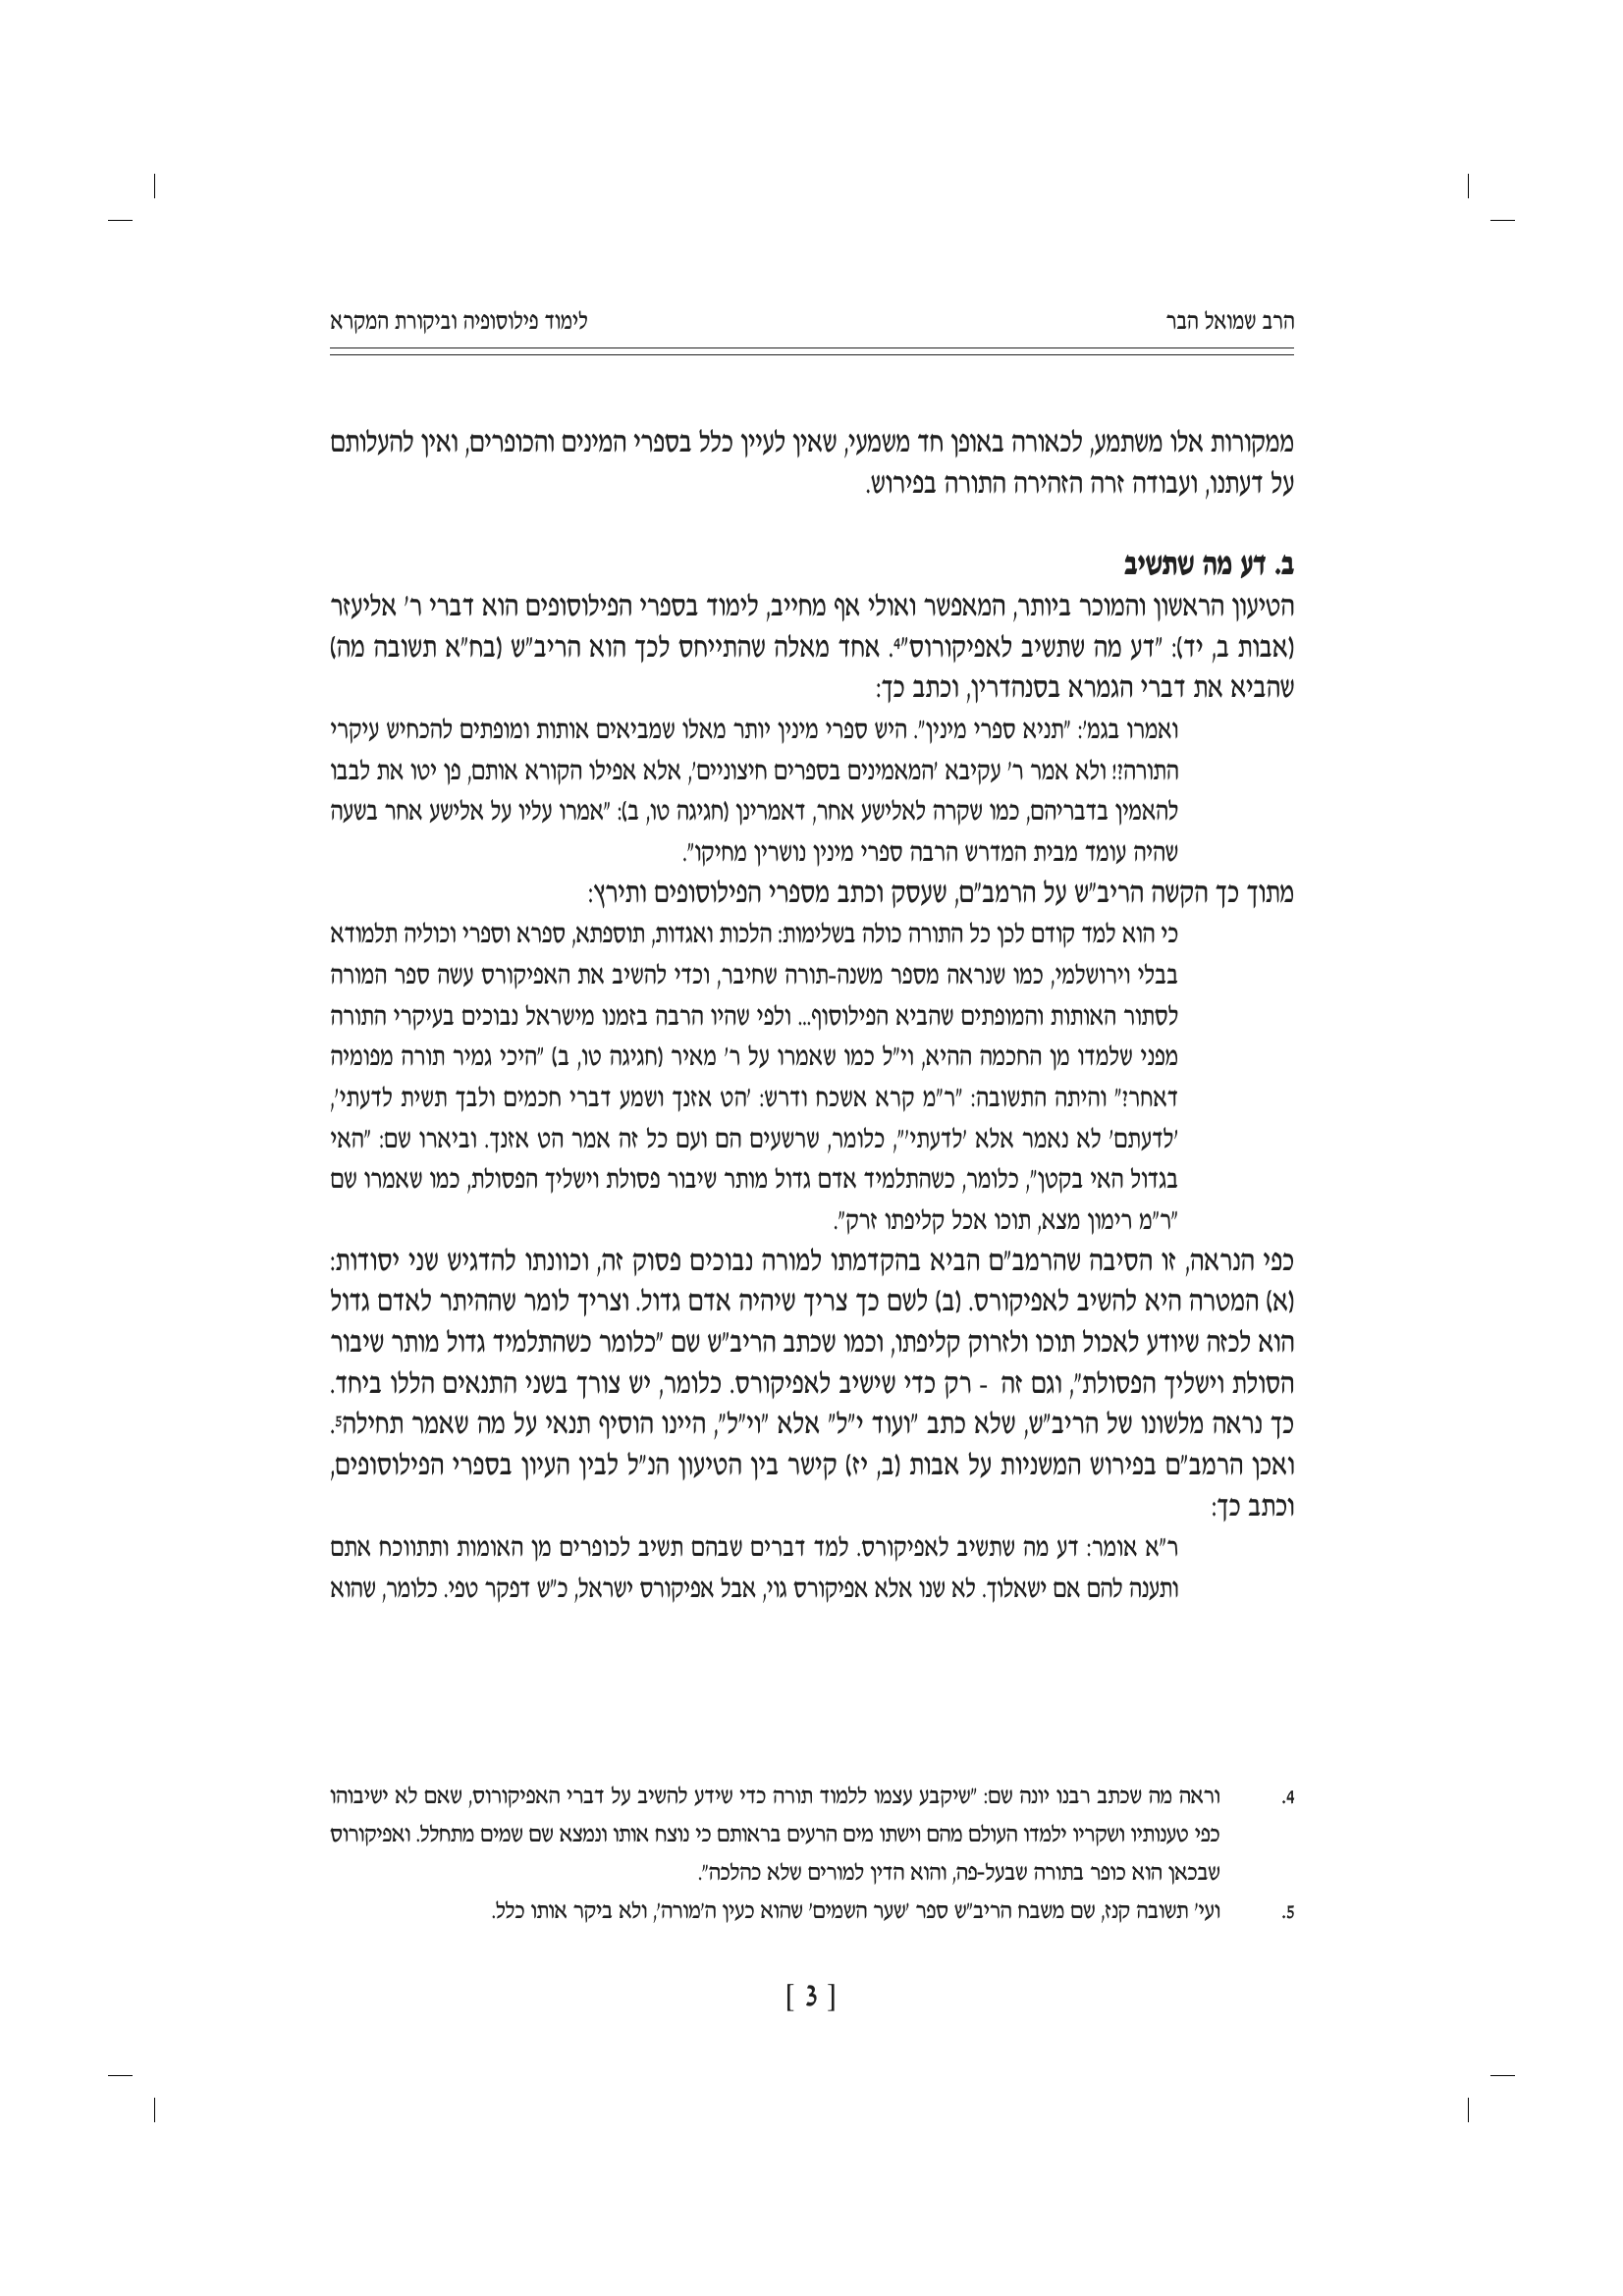 הרב שמואל הבר
לימוד פילוסופיה וביקורת המקרא
ממקורות אלו משתמע, לכאורה באופן חד משמעי, שאין לעיין כלל בספרי המינים והכופרים, ואין להעלותם
על דעתנו, ועבודה זרה הזהירה התורה בפירוש.
ב. דע מה שתשיב
הטיעון הראשון והמוכר ביותר, המאפשר ואולי אף מחייב, לימוד בספרי הפילוסופים הוא דברי ר' אליעזר
(אבות ב, יד): "דע מה שתשיב לאפיקורוס"4. אחד מאלה שהתייחס לכך הוא הריב"ש (בח"א תשובה מה)
שהביא את דברי הגמרא בסנהדרין, וכתב כך:
ואמרו בגמ': "תניא ספרי מינין". היש ספרי מינין יותר מאלו שמביאים אותות ומופתים להכחיש עיקרי
התורה?! ולא אמר ר' עקיבא 'המאמינים בספרים חיצוניים', אלא אפילו הקורא אותם, פן יטו את לבבו
להאמין בדבריהם, כמו שקרה לאלישע אחר, דאמרינן (חגיגה טו, ב): "אמרו עליו על אלישע אחר בשעה
שהיה עומד מבית המדרש הרבה ספרי מינין נושרין מחיקו".
מתוך כך הקשה הריב"ש על הרמב"ם, שעסק וכתב מספרי הפילוסופים ותירץ:
כי הוא למד קודם לכן כל התורה כולה בשלימות: הלכות ואגדות, תוספתא, ספרא וספרי וכוליה תלמודא
בבלי וירושלמי, כמו שנראה מספר משנה-תורה שחיבר, וכדי להשיב את האפיקורס עשה ספר המורה
לסתור האותות והמופתים שהביא הפילוסוף... ולפי שהיו הרבה בזמנו מישראל נבוכים בעיקרי התורה
מפני שלמדו מן החכמה ההיא, וי"ל כמו שאמרו על ר' מאיר (חגיגה טו, ב) "היכי גמיר תורה מפומיה
דאחר?" והיתה התשובה: "ר"מ קרא אשכח ודרש: 'הט אזנך ושמע דברי חכמים ולבך תשית לדעתי',
'לדעתם' לא נאמר אלא 'לדעתי'", כלומר, שרשעים הם ועם כל זה אמר הט אזנך. וביארו שם: "האי
בגדול האי בקטן", כלומר, כשהתלמיד אדם גדול מותר שיבור פסולת וישליך הפסולת, כמו שאמרו שם
"ר"מ רימון מצא, תוכו אכל קליפתו זרק".
כפי הנראה, זו הסיבה שהרמב"ם הביא בהקדמתו למורה נבוכים פסוק זה, וכוונתו להדגיש שני יסודות:
(א) המטרה היא להשיב לאפיקורס. (ב) לשם כך צריך שיהיה אדם גדול. וצריך לומר שההיתר לאדם גדול
הוא לכזה שיודע לאכול תוכו ולזרוק קליפתו, וכמו שכתב הריב"ש שם "כלומר כשהתלמיד גדול מותר שיבור
הסולת וישליך הפסולת", וגם זה - רק כדי שישיב לאפיקורס. כלומר, יש צורך בשני התנאים הללו ביחד.
כך נראה מלשונו של הריב"ש, שלא כתב "ועוד י"ל" אלא "וי"ל", היינו הוסיף תנאי על מה שאמר תחילה5.
ואכן הרמב"ם בפירוש המשניות על אבות (ב, יז) קישר בין הטיעון הנ"ל לבין העיון בספרי הפילוסופים,
וכתב כך:
ר"א אומר: דע מה שתשיב לאפיקורס. למד דברים שבהם תשיב לכופרים מן האומות ותתווכח אתם
ותענה להם אם ישאלוך. לא שנו אלא אפיקורס גוי, אבל אפיקורס ישראל, כ"ש דפקר טפי. כלומר, שהוא
4. וראה מה שכתב רבנו יונה שם: "שיקבע עצמו ללמוד תורה כדי שידע להשיב על דברי האפיקורוס, שאם לא ישיבוהו
כפי טענותיו ושקריו ילמדו העולם מהם וישתו מים הרעים בראותם כי נוצח אותו ונמצא שם שמים מתחלל. ואפיקורוס
שבכאן הוא כופר בתורה שבעל-פה, והוא הדין למורים שלא כהלכה".
5. ועי' תשובה קנז, שם משבח הריב"ש ספר 'שער השמים' שהוא כעין ה'מורה', ולא ביקר אותו כלל.
[ 3 ]